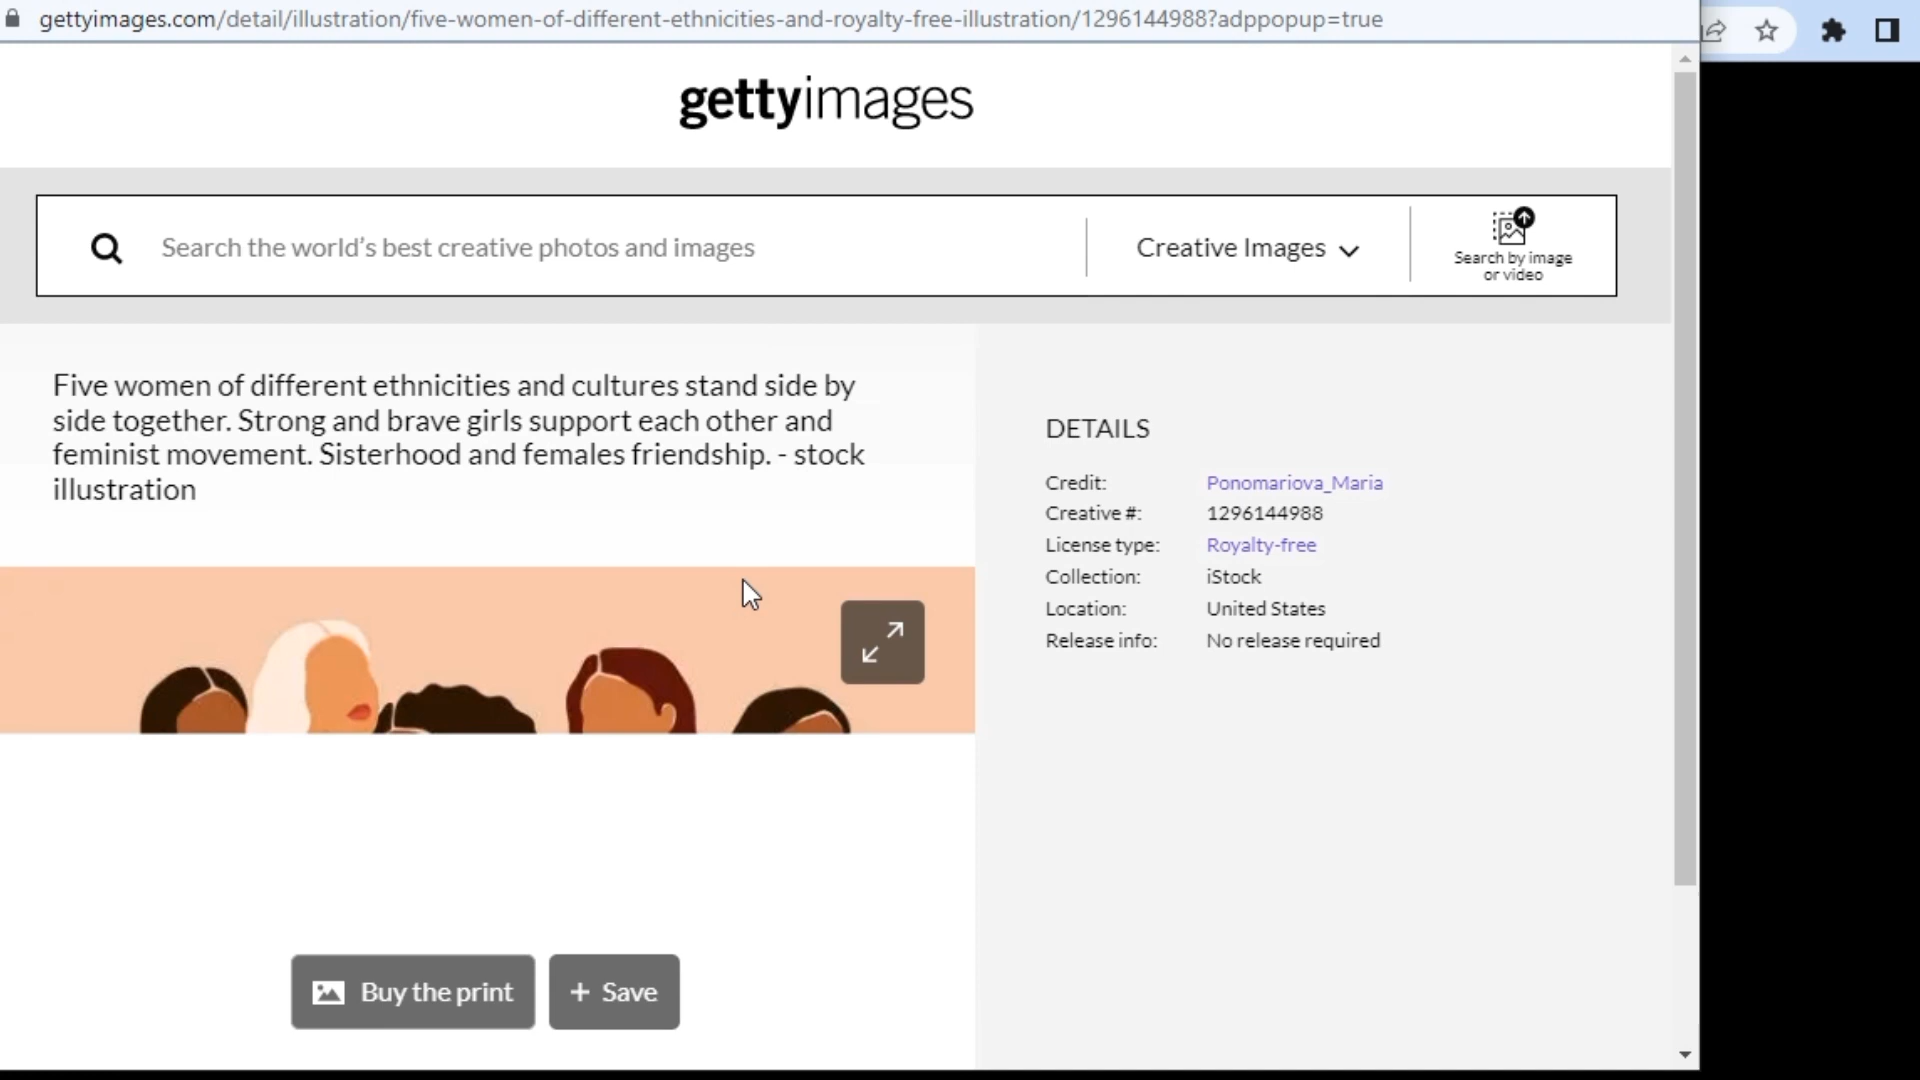 gettyimages.com/detail/illustration/five-women-of-different-ethnicities-and-royalty-free-illustration/1296144988?adppopup=true
gettyimages
Search the world's best creative photos and images
Creative Images
Search by image
or video
Five women of different ethnicities and cultures stand side by
side together. Strong and brave girls support each other and
feminist movement. Sisterhood and females friendship. - stock
illustration
DETAILS
Credit: Ponomariova_Maria
Creative #: 1296144988
License type: Royalty-free
Collection: iStock
Location: United States
Release info: No release required
Buy the print
+ Save